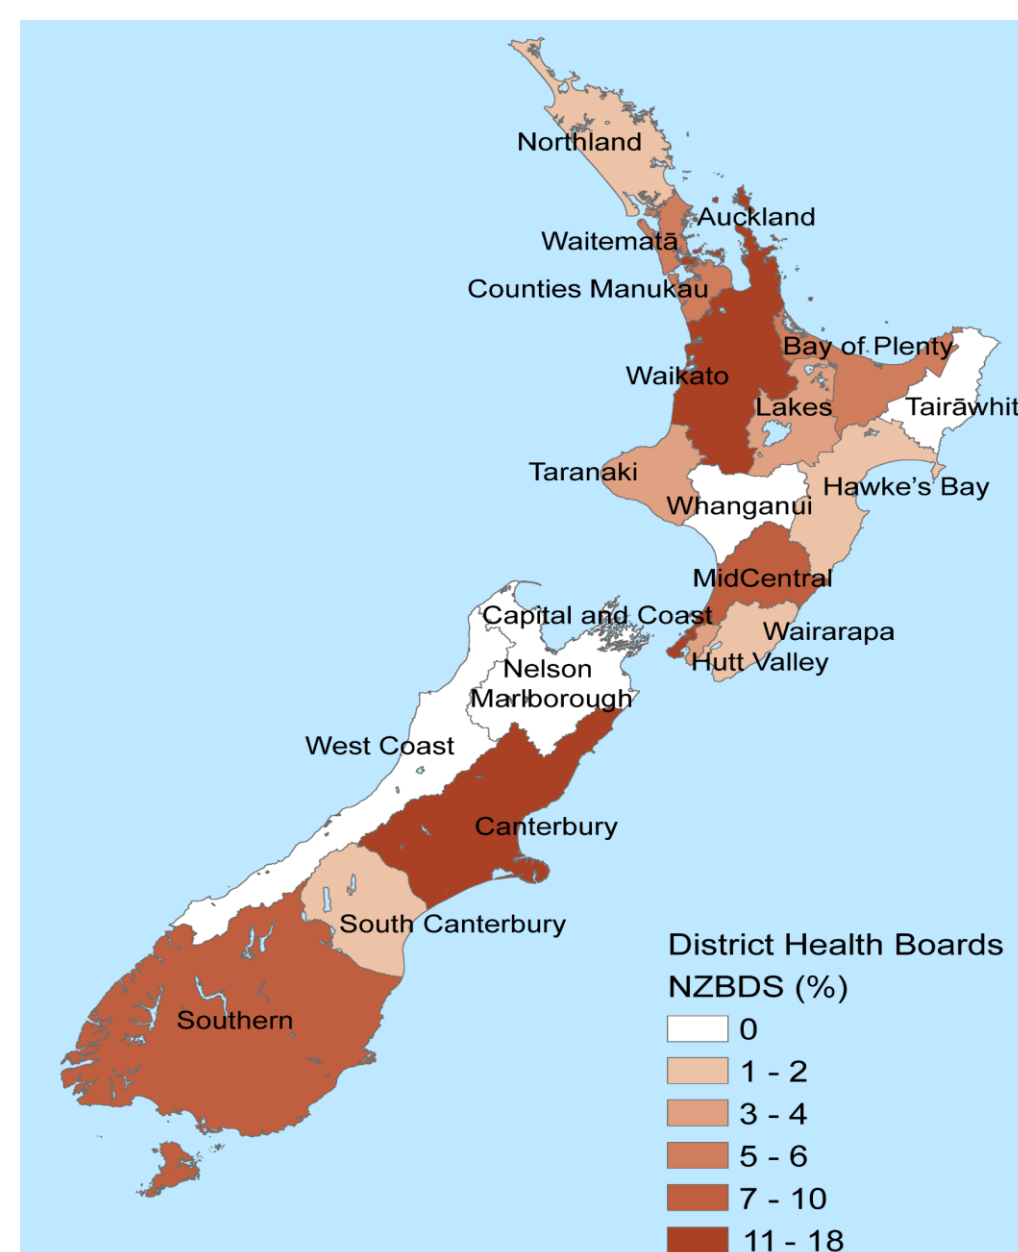 Northland
Auckland
Waitematā
Counties Manukau
Bay of Plenty
Waikato
Lakes
Tairāwhit
Taranaki
Hawke’s Bay
Whanganui
MidCentral
Capital and Coast
Wairarapa
Hutt Valley
Nelson
Marlborough
West Coast
Canterbury
South Canterbury
Southern
District Health Boards
NZBDS (%)
0
1 - 2
3 - 4
5 - 6
7 - 10
11 - 18